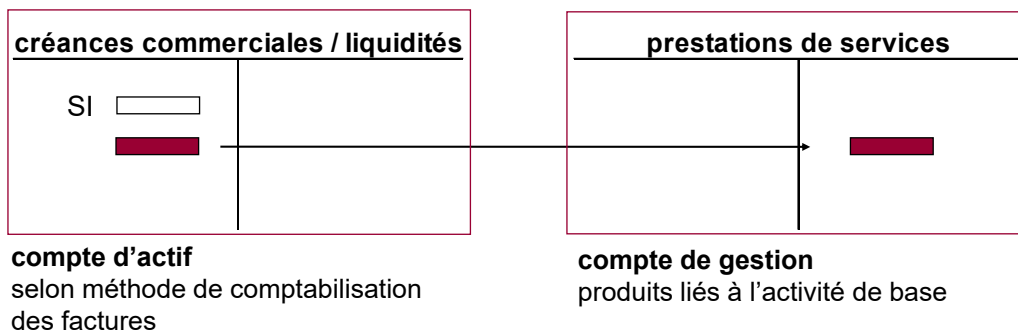 créances commerciales / liquidités
prestations de services
SI
compte d’actif
selon méthode de comptabilisation
des factures
compte de gestion
produits liés à l’activité de base